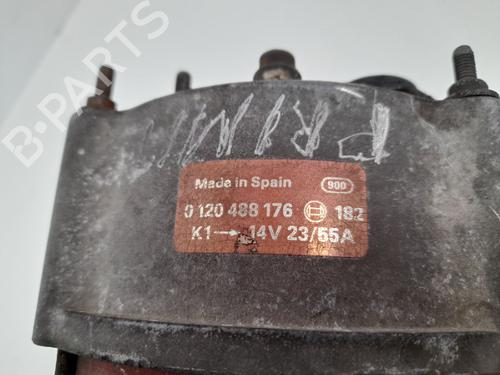 B-PARTS
Made in Spain 900
0 120 488 176 182
K1→ 14V 23/55A